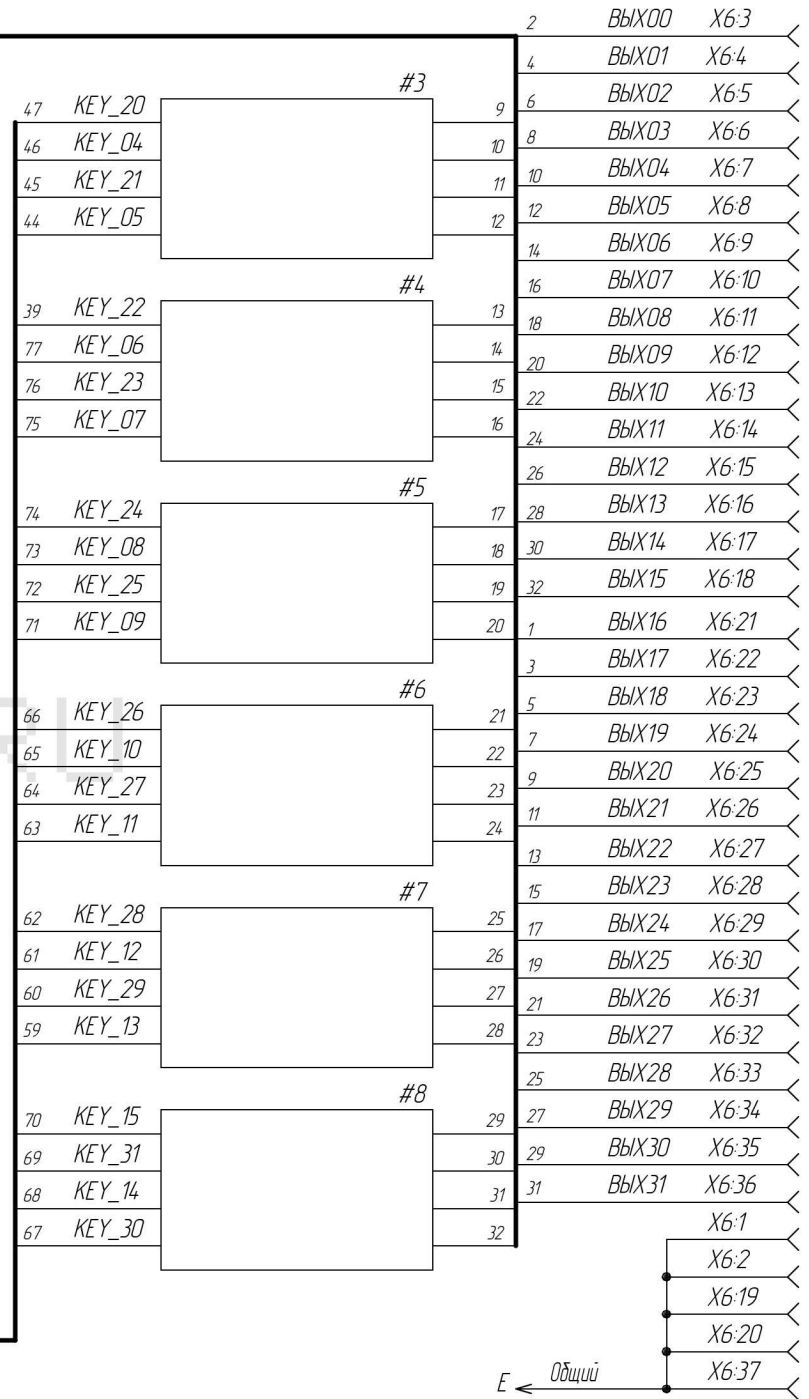 #3
47 KEY_20 9
46 KEY_04 10
45 KEY_21 11
44 KEY_05 12
#4
39 KEY_22 13
77 KEY_06 14
76 KEY_23 15
75 KEY_07 16
#5
74 KEY_24 17
73 KEY_08 18
72 KEY_25 19
71 KEY_09 20
#6
66 KEY_26 21
65 KEY_10 22
64 KEY_27 23
63 KEY_11 24
#7
62 KEY_28 25
61 KEY_12 26
60 KEY_29 27
59 KEY_13 28
#8
70 KEY_15 29
69 KEY_31 30
68 KEY_14 31
67 KEY_30 32
2 ВЫХ00 X6:3
4 ВЫХ01 X6:4
6 ВЫХ02 X6:5
8 ВЫХ03 X6:6
10 ВЫХ04 X6:7
12 ВЫХ05 X6:8
14 ВЫХ06 X6:9
16 ВЫХ07 X6:10
18 ВЫХ08 X6:11
20 ВЫХ09 X6:12
22 ВЫХ10 X6:13
24 ВЫХ11 X6:14
26 ВЫХ12 X6:15
28 ВЫХ13 X6:16
30 ВЫХ14 X6:17
32 ВЫХ15 X6:18
1 ВЫХ16 X6:21
3 ВЫХ17 X6:22
5 ВЫХ18 X6:23
7 ВЫХ19 X6:24
9 ВЫХ20 X6:25
11 ВЫХ21 X6:26
13 ВЫХ22 X6:27
15 ВЫХ23 X6:28
17 ВЫХ24 X6:29
19 ВЫХ25 X6:30
21 ВЫХ26 X6:31
23 ВЫХ27 X6:32
25 ВЫХ28 X6:33
27 ВЫХ29 X6:34
29 ВЫХ30 X6:35
31 ВЫХ31 X6:36
X6:1
X6:2
X6:19
X6:20
E Общий X6:37
RU